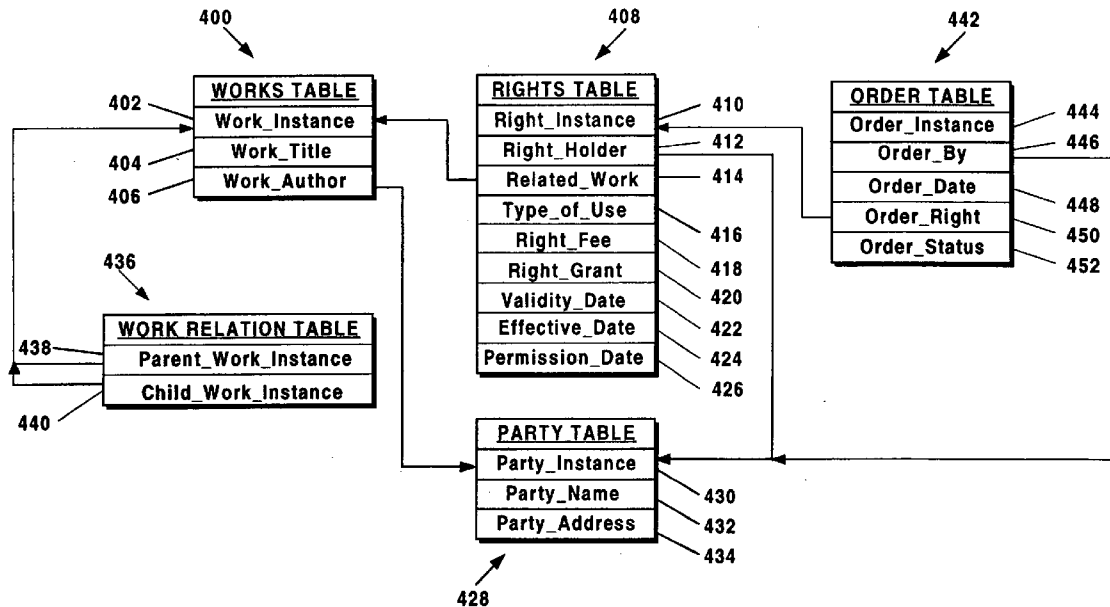 400
WORKS TABLE
402
Work_Instance
404
Work_Title
406
Work_Author
408
RIGHTS TABLE
Right_Instance
410
Right_Holder
412
Related_Work
414
Type_of_Use
416
Right_Fee
418
Right_Grant
420
Validity_Date
422
Effective_Date
424
Permission_Date
426
442
ORDER TABLE
Order_Instance
444
Order_By
446
Order_Date
448
Order_Right
450
Order_Status
452
436
WORK RELATION TABLE
438
Parent_Work_Instance
Child_Work_Instance
440
PARTY TABLE
Party_Instance
430
Party_Name
432
Party_Address
434
428